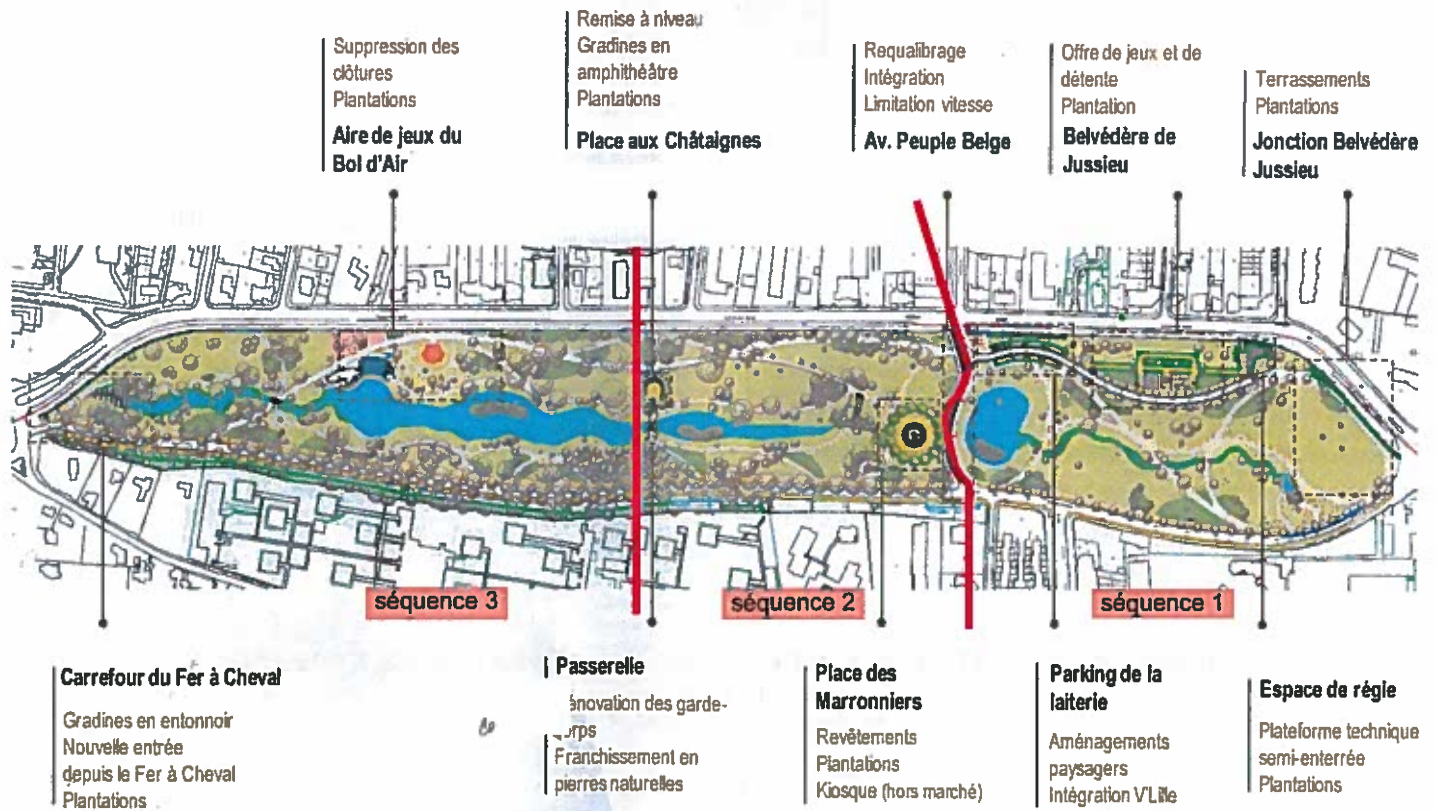 Suppression des
clôtures
Plantations
Aire de jeux du
Bol d'Air
Remise à niveau
Gradines en
amphithéâtre
Plantations
Place aux Châtaignes
Requalibrage
Intégration
Limitation vitesse
Av. Peuple Belge
Offre de jeux et de
détente
Plantation
Belvédère de
Jussieu
Terrassements
Plantations
Jonction Belvédère
Jussieu
séquence 3
séquence 2
séquence 1
Carrefour du Fer à Cheval
Gradines en entonnoir
Nouvelle entrée
depuis le Fer à Cheval
Plantations
Passerelle
énovation des garde-
orps
Franchissement en
pierres naturelles
Place des
Marronniers
Revêtements
Plantations
Kiosque (hors marché)
Parking de la
laiterie
Aménagements
paysagers
Intégration V'Lille
Espace de régie
Plateforme technique
semi-enterrée
Plantations